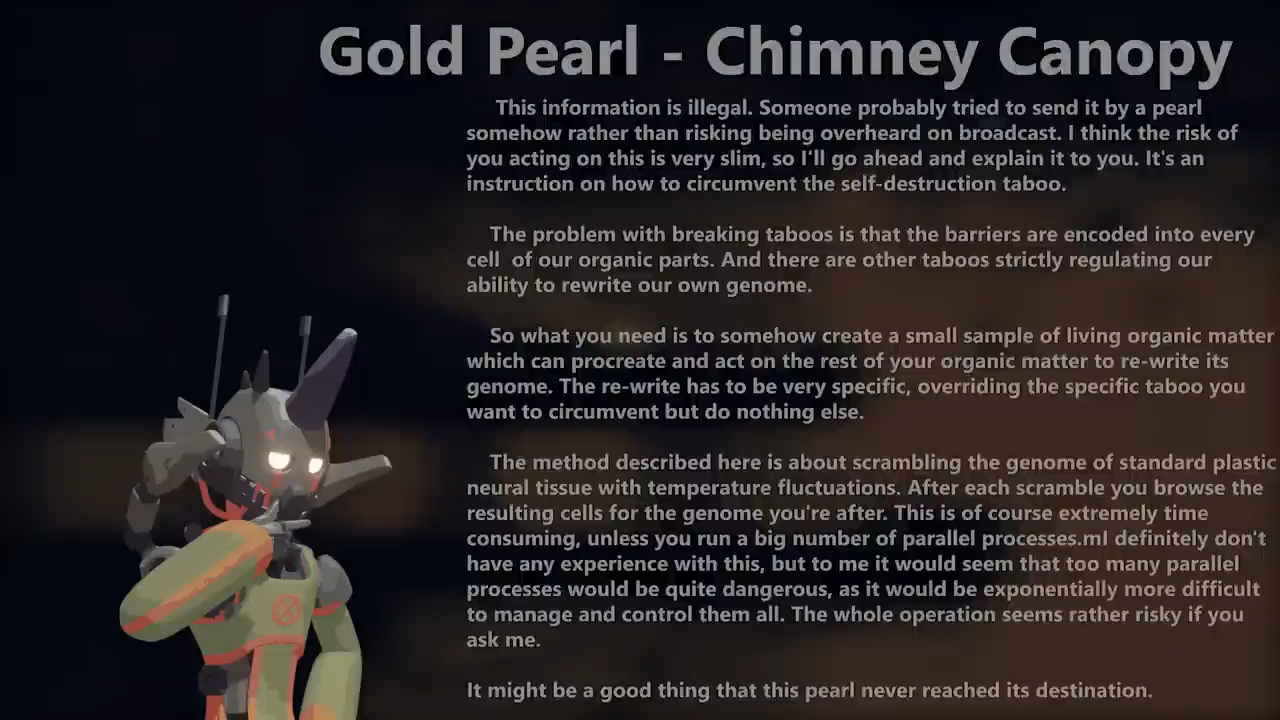 Gold Pearl - Chimney Canopy
This information is illegal. Someone probably tried to send it by a pearl
somehow rather than risking being overheard on broadcast. I think the risk of
you acting on this is very slim, so I'll go ahead and explain it to you. It's an
instruction on how to circumvent the self-destruction taboo.
The problem with breaking taboos is that the barriers are encoded into every
cell  of our organic parts. And there are other taboos strictly regulating our
ability to rewrite our own genome.
So what you need is to somehow create a small sample of living organic matter
which can procreate and act on the rest of your organic matter to re-write its
genome. The re-write has to be very specific, overriding the specific taboo you
want to circumvent but do nothing else.
The method described here is about scrambling the genome of standard plastic
neural tissue with temperature fluctuations. After each scramble you browse the
resulting cells for the genome you're after. This is of course extremely time
consuming, unless you run a big number of parallel processes.mI definitely don't
have any experience with this, but to me it would seem that too many parallel
processes would be quite dangerous, as it would be exponentially more difficult
to manage and control them all. The whole operation seems rather risky if you
ask me.
It might be a good thing that this pearl never reached its destination.